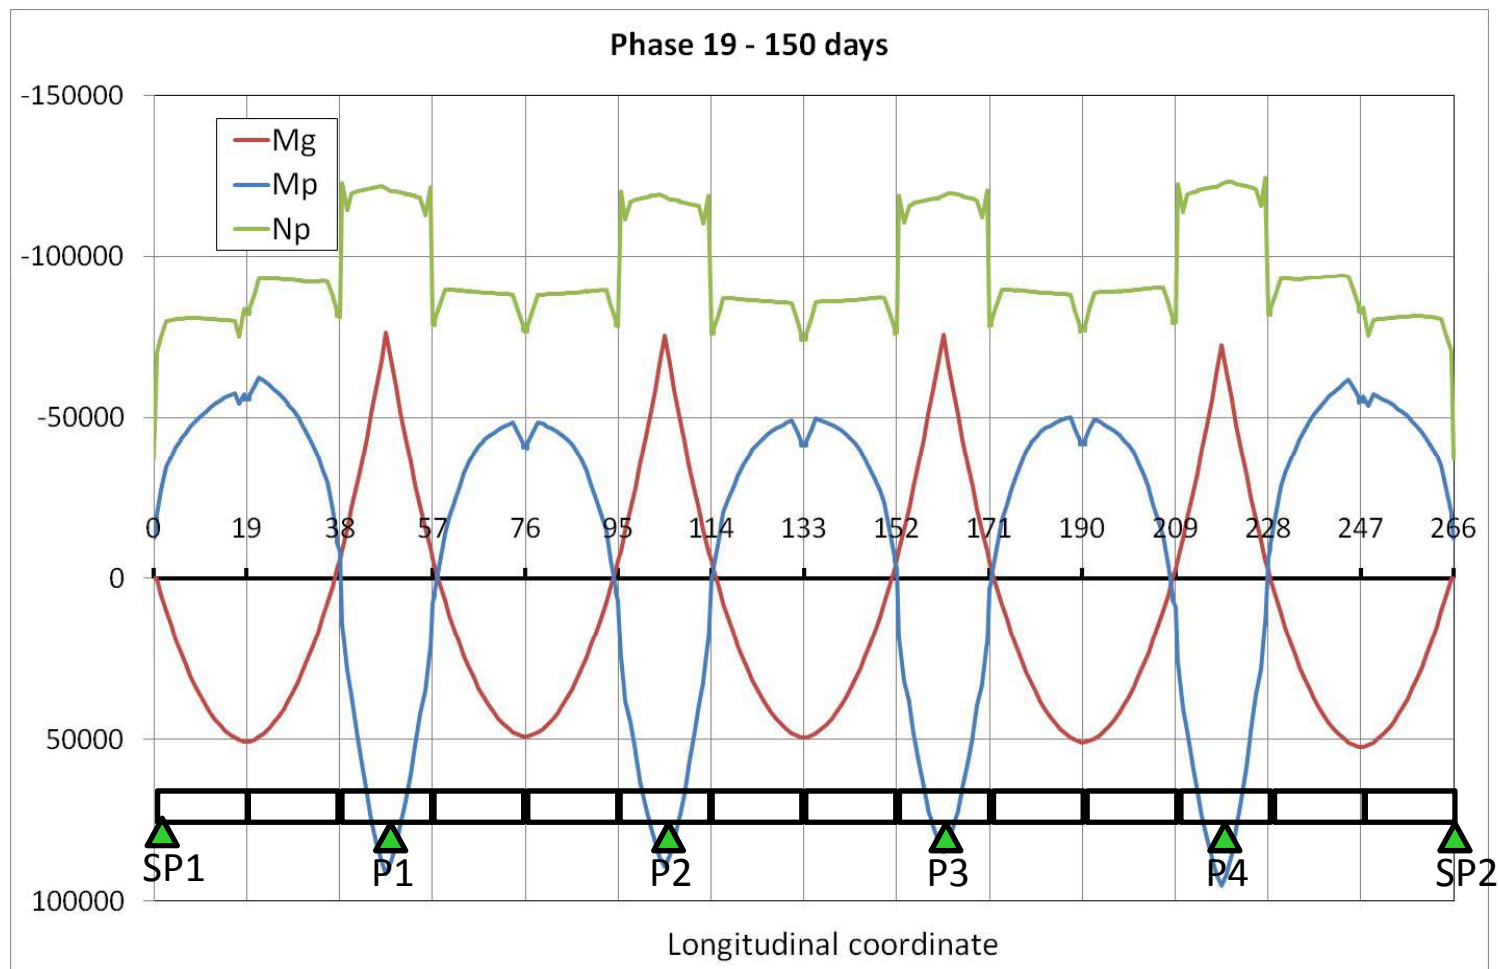 Phase 19 - 150 days
-150000
Mg
Mp
Np
-100000
-50000
0 19 38 57 76 95 114 133 152 171 190 209 228 247 266
0
50000
SP1 P1 P2 P3 P4 SP2
100000
Longitudinal coordinate